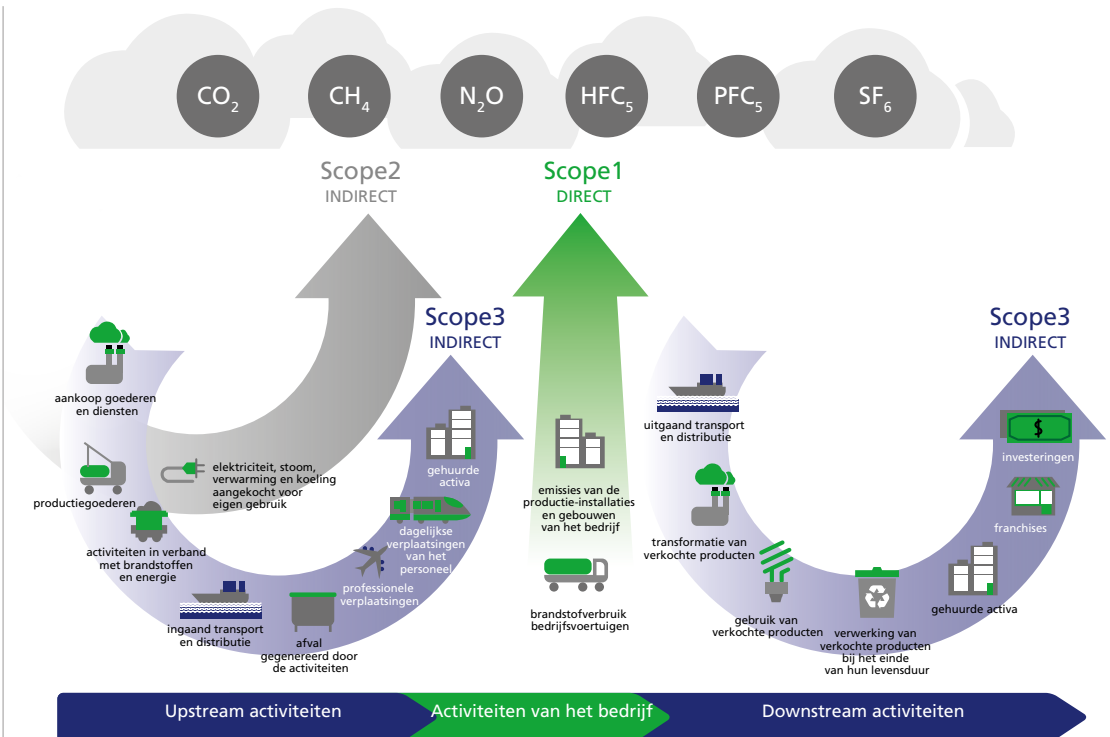 CO2
CH4
N2O
HFC5
PFC5
SF6
Scope2
INDIRECT
Scope1
DIRECT
Scope3
INDIRECT
Scope3
INDIRECT
aankoop goederen
en diensten
productiegoederen
elektriciteit, stoom,
verwarming en koeling
aangekocht voor
eigen gebruik
activiteiten in verband
met brandstoffen
en energie
ingaand transport
en distributie
afval
gegenereerd door
de activiteiten
professionele
verplaatsingen
dagelijkse
verplaatsingen
van het
personeel
gehuurde
activa
emissies van de
productie-installaties
en gebouwen
van het bedrijf
brandstofverbruik
bedrijfsvoertuigen
uitgaand transport
en distributie
transformatie van
verkochte producten
gebruik van
verkochte producten
verwerking van
verkochte producten
bij het einde
van hun levensduur
gehuurde activa
franchises
$
investeringen
Upstream activiteiten
Activiteiten van het bedrijf
Downstream activiteiten